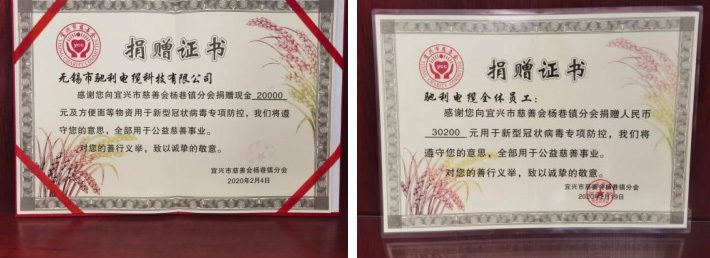 捐赠证书
无锡市驰利电缆科技有限公司
感谢您向宜兴市慈善会杨巷镇分会捐赠现金 20000
元及方便面等物资用于新型冠状病毒专项防控，我们将遵
守您的意思，全部用于公益慈善事业。
对您的善行义举，致以诚挚的敬意。
宜兴市慈善会杨巷镇分会
2020年2月4日
捐赠证书
驰利电缆全体员工：
感谢您向宜兴市慈善会杨巷镇分会捐赠人民币
30200 元用于新型冠状病毒专项防控，我们将
遵守您的意思，全部用于公益慈善事业。
对您的善行义举，致以诚挚的敬意。
宜兴市慈善会杨巷镇分会